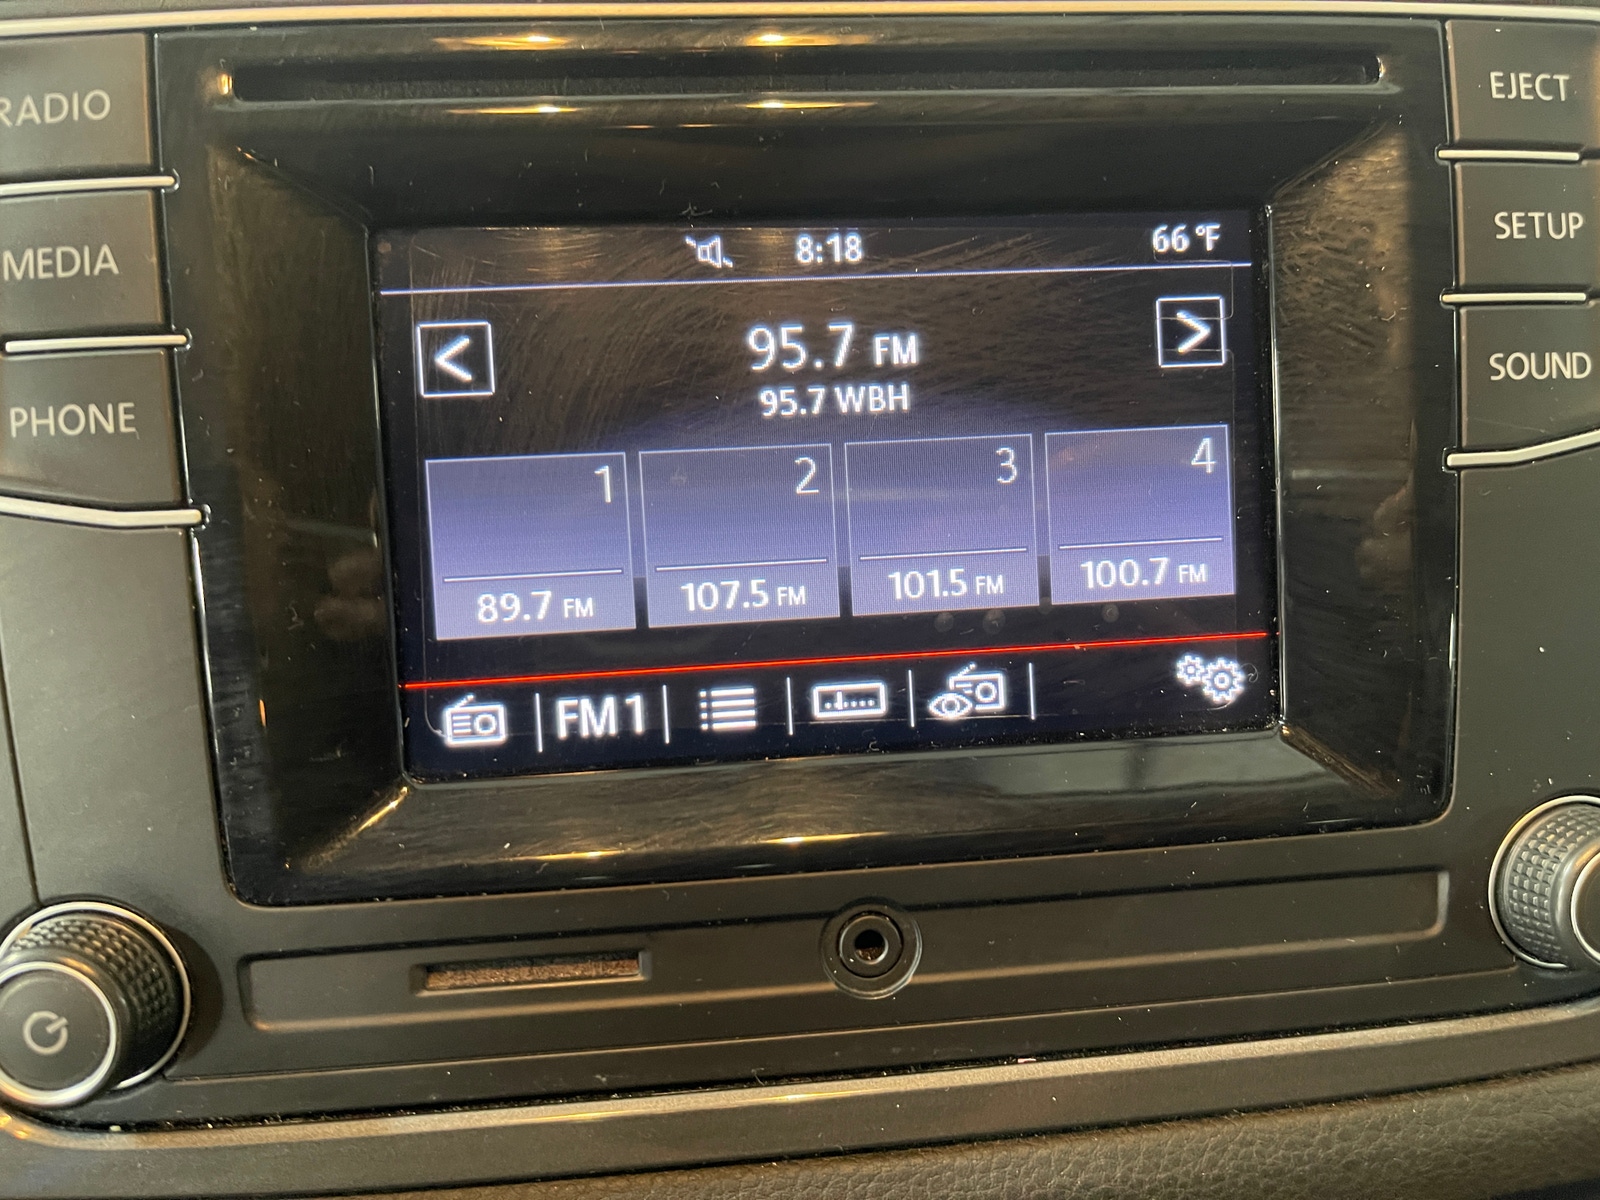 RADIO
MEDIA
PHONE
EJECT
SETUP
SOUND
8:18
66 °F
<
95.7 FM
>
95.7 WBH
1
2
3
4
89.7 FM
107.5 FM
101.5 FM
100.7 FM
FM1